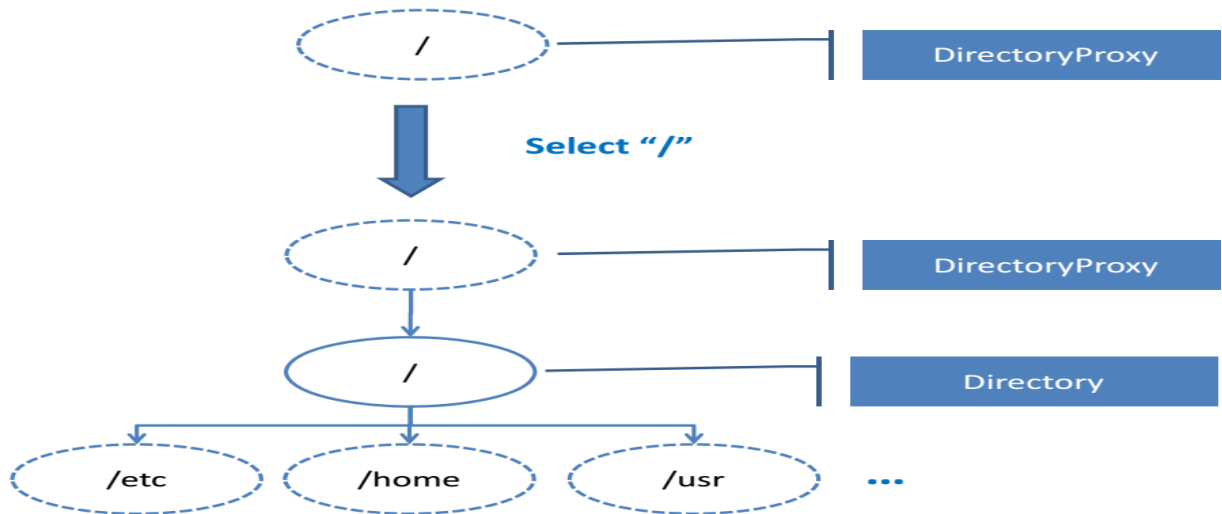 /
DirectoryProxy
Select “/”
/
DirectoryProxy
/
Directory
/etc
/home
/usr
...